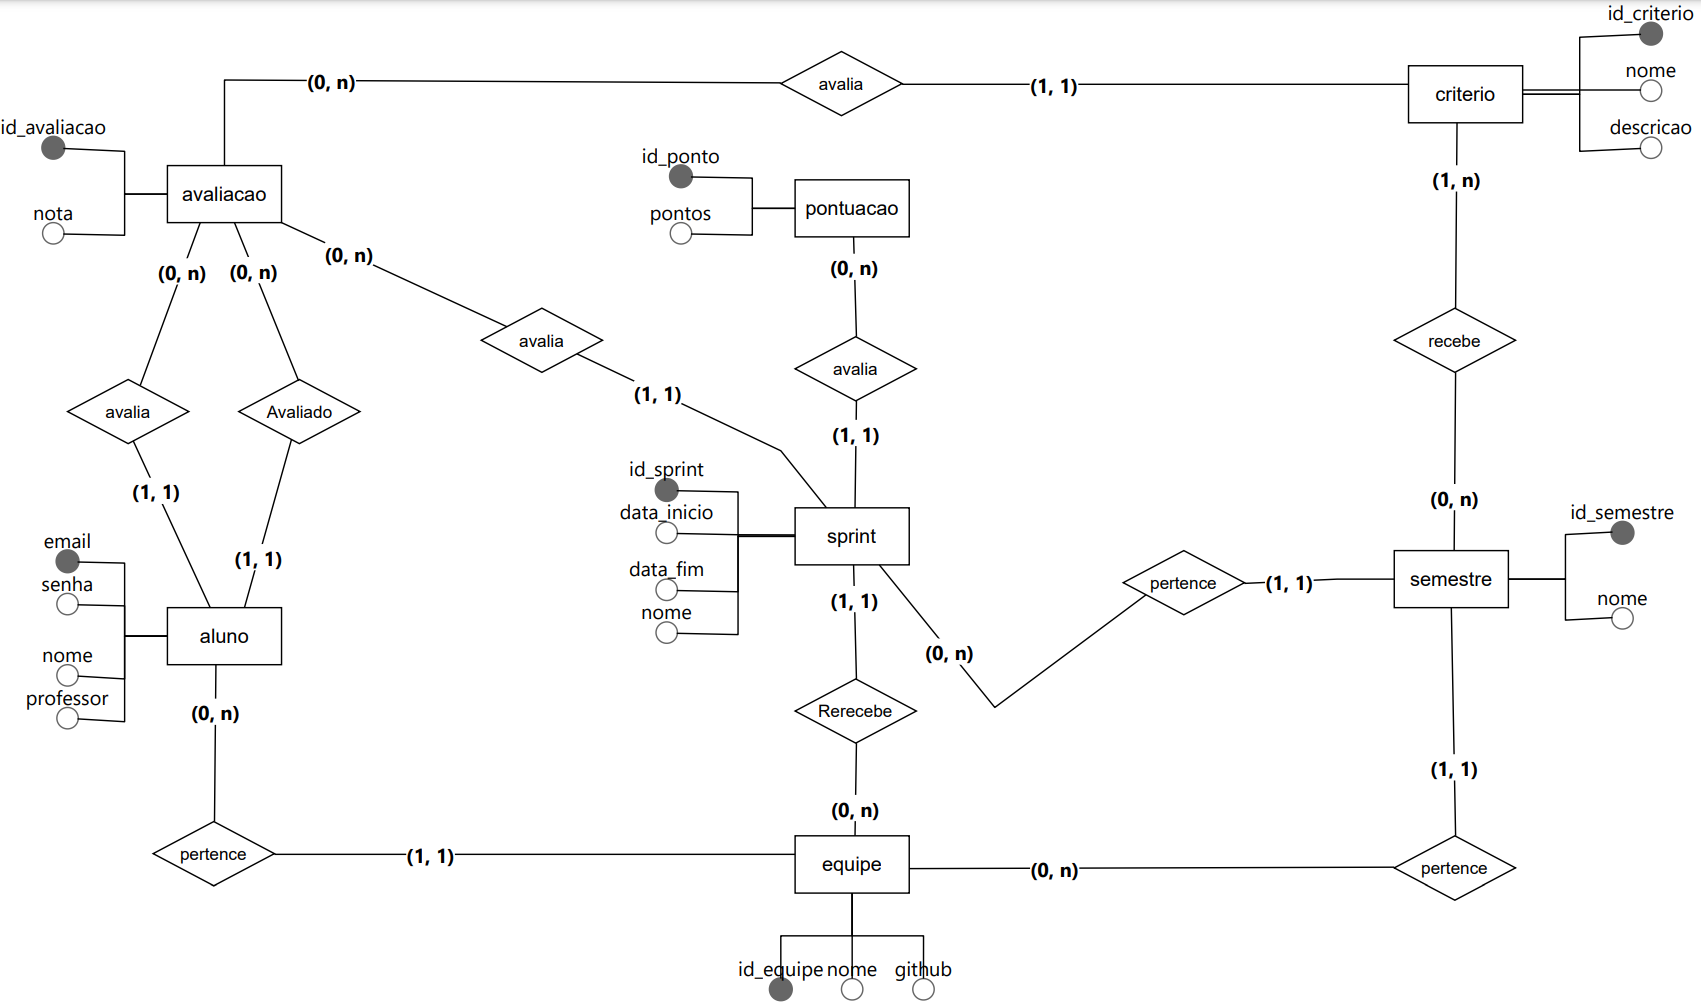 id_criterio
(0, n)
avalia
(1, 1)
criterio
nome
descricao
id_avaliacao
avaliacao
nota
id_ponto
pontuacao
pontos
(1, n)
(0, n)
(0, n)
(0, n)
(0, n)
avalia
avalia
recebe
avalia
Avaliado
(1, 1)
(1, 1)
(1, 1)
(0, n)
id_sprint
data_inicio
sprint
data_fim
nome
id_semestre
semestre
nome
email
senha
aluno
nome
professor
(1, 1)
(1, 1)
pertence
(1, 1)
(0, n)
(0, n)
Rerecebe
(1, 1)
(0, n)
pertence
(1, 1)
equipe
(0, n)
pertence
id_equipe
nome
github